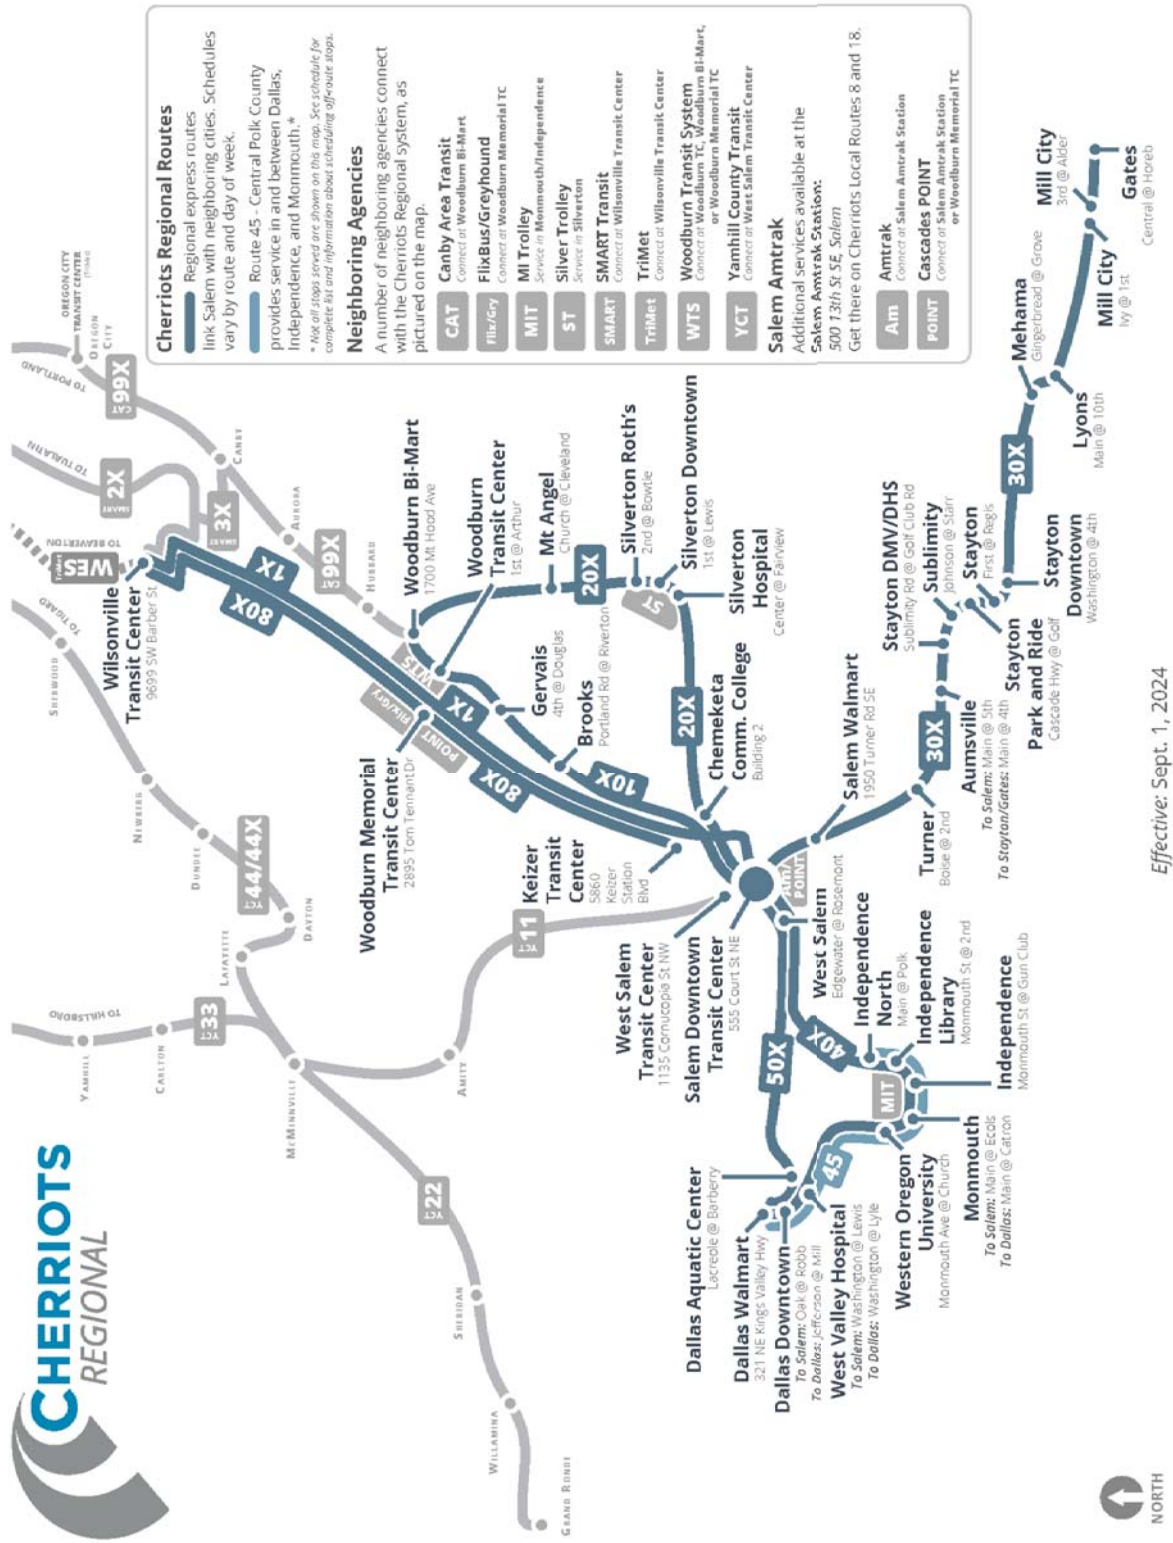 CHERRIOTS
REGIONAL
TO HILLSBORO
YAMHILL
CARLTON
YCT 33
LAFAYETTE
MCMINNVILLE
DAYTON
YCT 44/44X
DUNDEE
NEWBERG
SHERWOOD
TO TIGARD
AMITY
YCT 11
22
SHERIDAN
WILLAMINA
GRAND RONDE
TriMet WES
TO BEAVERTON
SMART 2X
TO TUALATIN
SMART 3X
CAT 99X
TO PORTLAND
OREGON CITY
TRANSIT CENTER
OREGON
CITY
CANBY
AURORA
CAT 99X
HUBBARD
Wilsonville
Transit Center
9699 SW Barber St
1X
80X
Woodburn Memorial
Transit Center
2895 Tom Tennant Dr
Flix/Gry
POINT
WTS
1X
80X
10X
Woodburn Bi-Mart
1700 Mt Hood Ave
Woodburn
Transit Center
1st @ Arthur
Gervais
4th @ Douglas
Brooks
Portland Rd @ Riverton
Mt Angel
Church @ Cleveland
20X
Silverton Roth's
2nd @ Bowtie
ST
Silverton Downtown
1st @ Lewis
Silverton
Hospital
Center @ Fairview
20X
Chemeketa
Comm. College
Building 2
Keizer
Transit
Center
5860
Keizer
Station
Blvd
West Salem
Transit Center
1135 Cornucopia St NW
Salem Downtown
Transit Center
555 Court St NE
Am/
POINT
West Salem
Edgewater @ Rosemont
50X
40X
Independence
North
Main @ Polk
Independence
Library
Monmouth St @ 2nd
Independence
Monmouth St @ Gun Club
MIT
Monmouth
To Salem: Main @ Ecols
To Dallas: Main @ Catron
Western Oregon
University
Monmouth Ave @ Church
45
Dallas Aquatic Center
Lacreole @ Barberry
Dallas Walmart
321 NE Kings Valley Hwy
Dallas Downtown
To Salem: Oak @ Robb
To Dallas: Jefferson @ Mill
West Valley Hospital
To Salem: Washington @ Lewis
To Dallas: Washington @ Lyle
Salem Walmart
1950 Turner Rd SE
Turner
Boise @ 2nd
30X
Aumsville
To Salem: Main @ 5th
To Stayton/Gates: Main @ 4th
Stayton DMV/DHS
Sublimity Rd @ Golf Club Rd
Sublimity
Johnson @ Starr
Stayton
First @ Regis
Stayton
Park and Ride
Cascade Hwy @ Golf
Stayton
Downtown
Washington @ 4th
30X
Mehama
Gingerbread @ Grove
Lyons
Main @ 10th
Mill City
Ivy @ 1st
Mill City
3rd @ Alder
Gates
Central @ Horeb
Cherriots Regional Routes
Regional express routes
link Salem with neighboring cities. Schedules
vary by route and day of week.
Route 45 - Central Polk County
provides service in and between Dallas,
Independence, and Monmouth.*
* Not all stops served are shown on this map. See schedule for
complete list and information about scheduling off-route stops.
Neighboring Agencies
A number of neighboring agencies connect
with the Cherriots Regional system, as
pictured on the map.
CAT
Canby Area Transit
Connect at Woodburn Bi-Mart
Flix/Gry
FlixBus/Greyhound
Connect at Woodburn Memorial TC
MIT
MI Trolley
Service in Monmouth/Independence
ST
Silver Trolley
Service in Silverton
SMART
SMART Transit
Connect at Wilsonville Transit Center
TriMet
TriMet
Connect at Wilsonville Transit Center
WTS
Woodburn Transit System
Connect at Woodburn TC, Woodburn Bi-Mart,
or Woodburn Memorial TC
YCT
Yamhill County Transit
Connect at West Salem Transit Center
Salem Amtrak
Additional services available at the
Salem Amtrak Station:
500 13th St SE, Salem
Get there on Cherriots Local Routes 8 and 18.
Am
Amtrak
Connect at Salem Amtrak Station
POINT
Cascades POINT
Connect at Salem Amtrak Station
or Woodburn Memorial TC
NORTH
Effective: Sept. 1, 2024